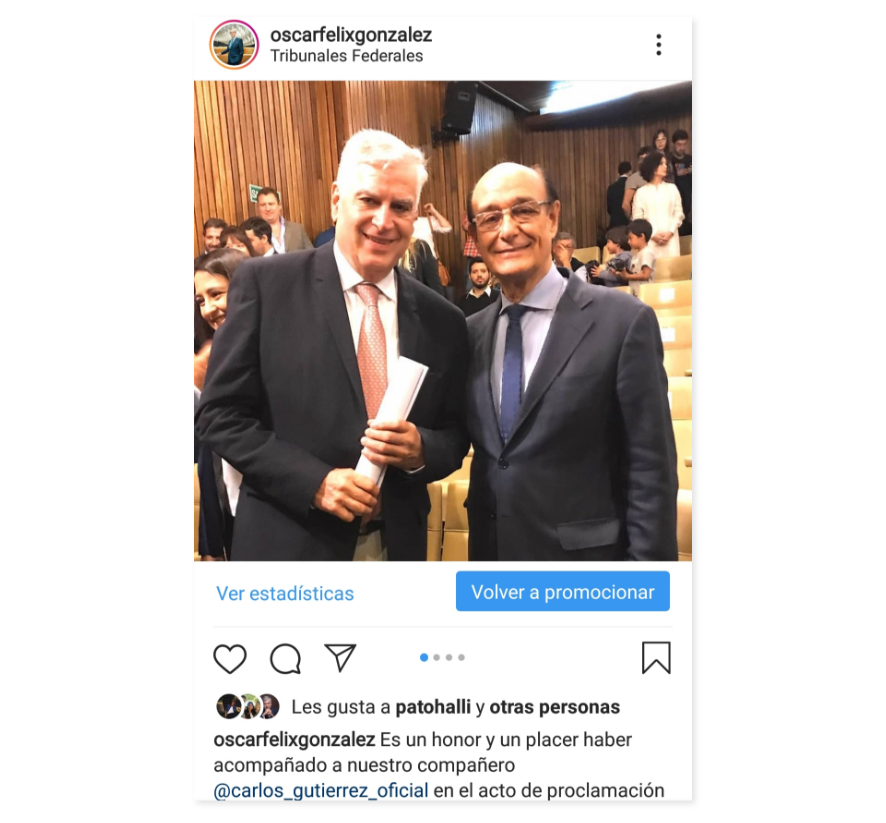 oscarfelixgonzalez
Tribunales Federales
Ver estadísticas
Volver a promocionar
Les gusta a patohalli y otras personas
oscarfelixgonzalez Es un honor y un placer haber
acompañado a nuestro compañero
@carlos_gutierrez_oficial en el acto de proclamación